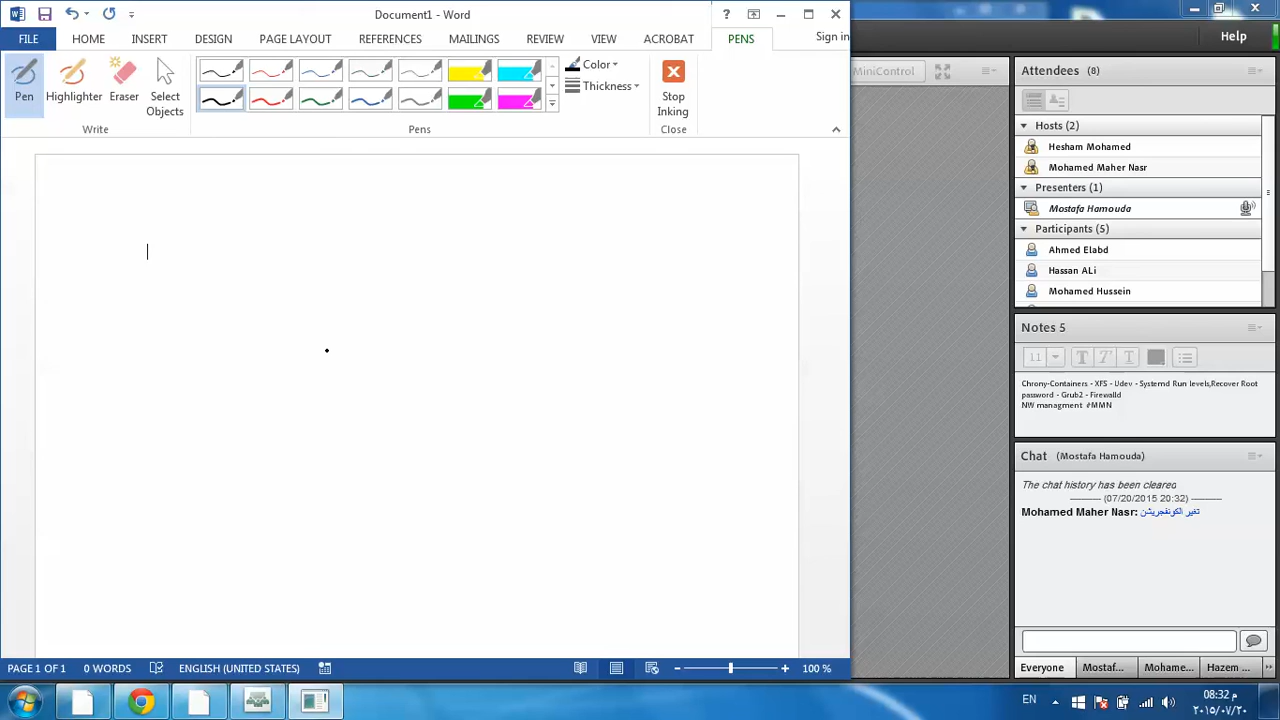 Document1 - Word
?
FILE
HOME
INSERT
DESIGN
PAGE LAYOUT
REFERENCES
MAILINGS
REVIEW
VIEW
ACROBAT
PENS
Sign in
Pen
Highlighter
Eraser
Select Objects
Color
Thickness
Stop Inking
Write
Pens
Close
PAGE 1 OF 1
0 WORDS
ENGLISH (UNITED STATES)
100 %
Help
MiniControl
Attendees (8)
Hosts (2)
Hesham Mohamed
Mohamed Maher Nasr
Presenters (1)
Mostafa Hamouda
Participants (5)
Ahmed Elabd
Hassan ALi
Mohamed Hussein
Notes 5
11
Chrony-Containers - XFS - Udev - Systemd Run levels,Recover Root
password - Grub2 - Firewalld
NW managment #MMN
Chat (Mostafa Hamouda)
The chat history has been cleared
---------- (07/20/2015 20:32) ----------
Mohamed Maher Nasr: تغير الكونفجريشن
Everyone
Mostaf...
Mohame...
Hazem ...
EN
08:32 م
٢٠١٥/٠٧/٢٠